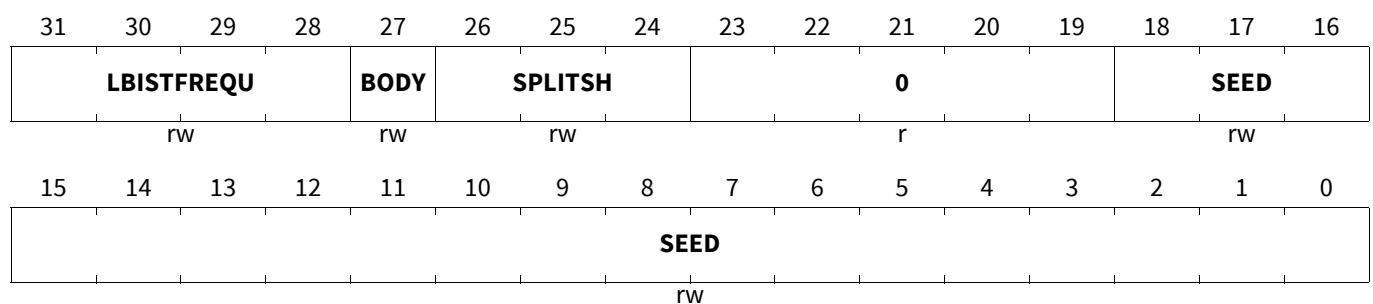 31 30 29 28 27 26 25 24 23 22 21 20 19 18 17 16
LBISTFREQU BODY SPLITSH 0 SEED
rw rw rw r rw
15 14 13 12 11 10 9 8 7 6 5 4 3 2 1 0
SEED
rw